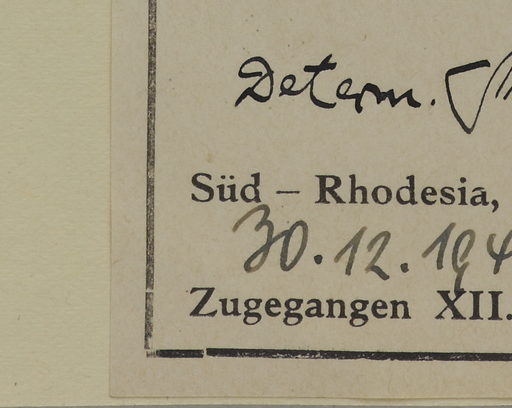 Determ.
Süd – Rhodesia,
30.12.194
Zugegangen XII.